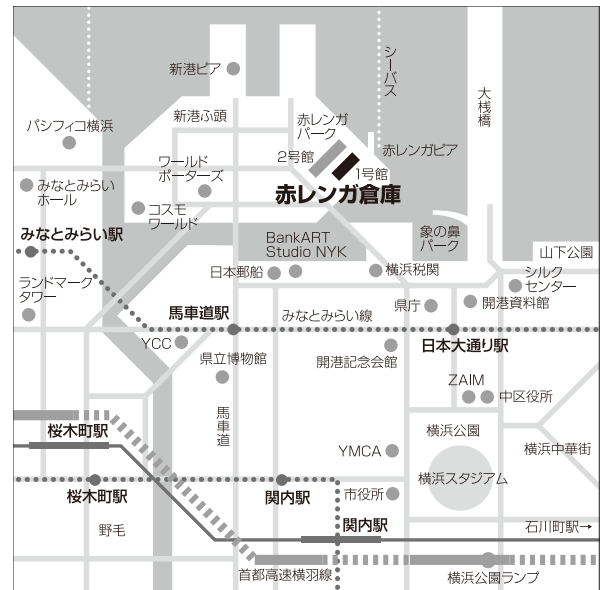 新港ピア
シーバス
大桟橋
新港ふ頭
赤レンガ
パーク
パシフィコ横浜
2号館
1号館
赤レンガピア
ワールド
ポーターズ
赤レンガ倉庫
みなとみらい
ホール
コスモ
ワールド
みなとみらい駅
BankART
Studio NYK
象の鼻
パーク
山下公園
日本郵船
横浜税関
シルク
センター
ランドマーク
タワー
県庁
開港資料館
馬車道駅
みなとみらい線
日本大通り駅
YCC
県立博物館
開港記念会館
ZAIM
中区役所
馬車道
桜木町駅
横浜公園
YMCA
横浜中華街
横浜スタジアム
桜木町駅
関内駅
市役所
野毛
関内駅
石川町駅→
首都高速横羽線
横浜公園ランプ